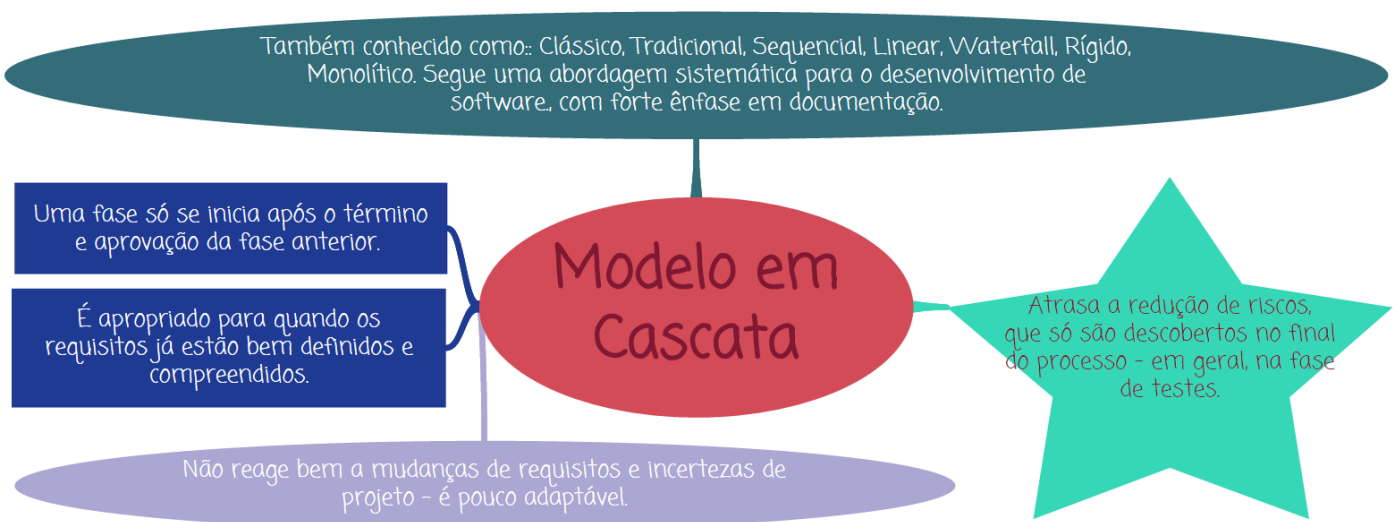 Também conhecido como:: Clássico, Tradicional, Sequencial, Linear, Waterfall, Rígido,
Monolítico. Segue uma abordagem sistemática para o desenvolvimento de
software., com forte ênfase em documentação.
Uma fase só se inicia após o término
e aprovação da fase anterior.
É apropriado para quando os
requisitos já estão bem definidos e
compreendidos.
Modelo em
Cascata
Atrasa a redução de riscos,
que só são descobertos no final
do processo - em geral, na fase
de testes.
Não reage bem a mudanças de requisitos e incertezas de
projeto - é pouco adaptável.